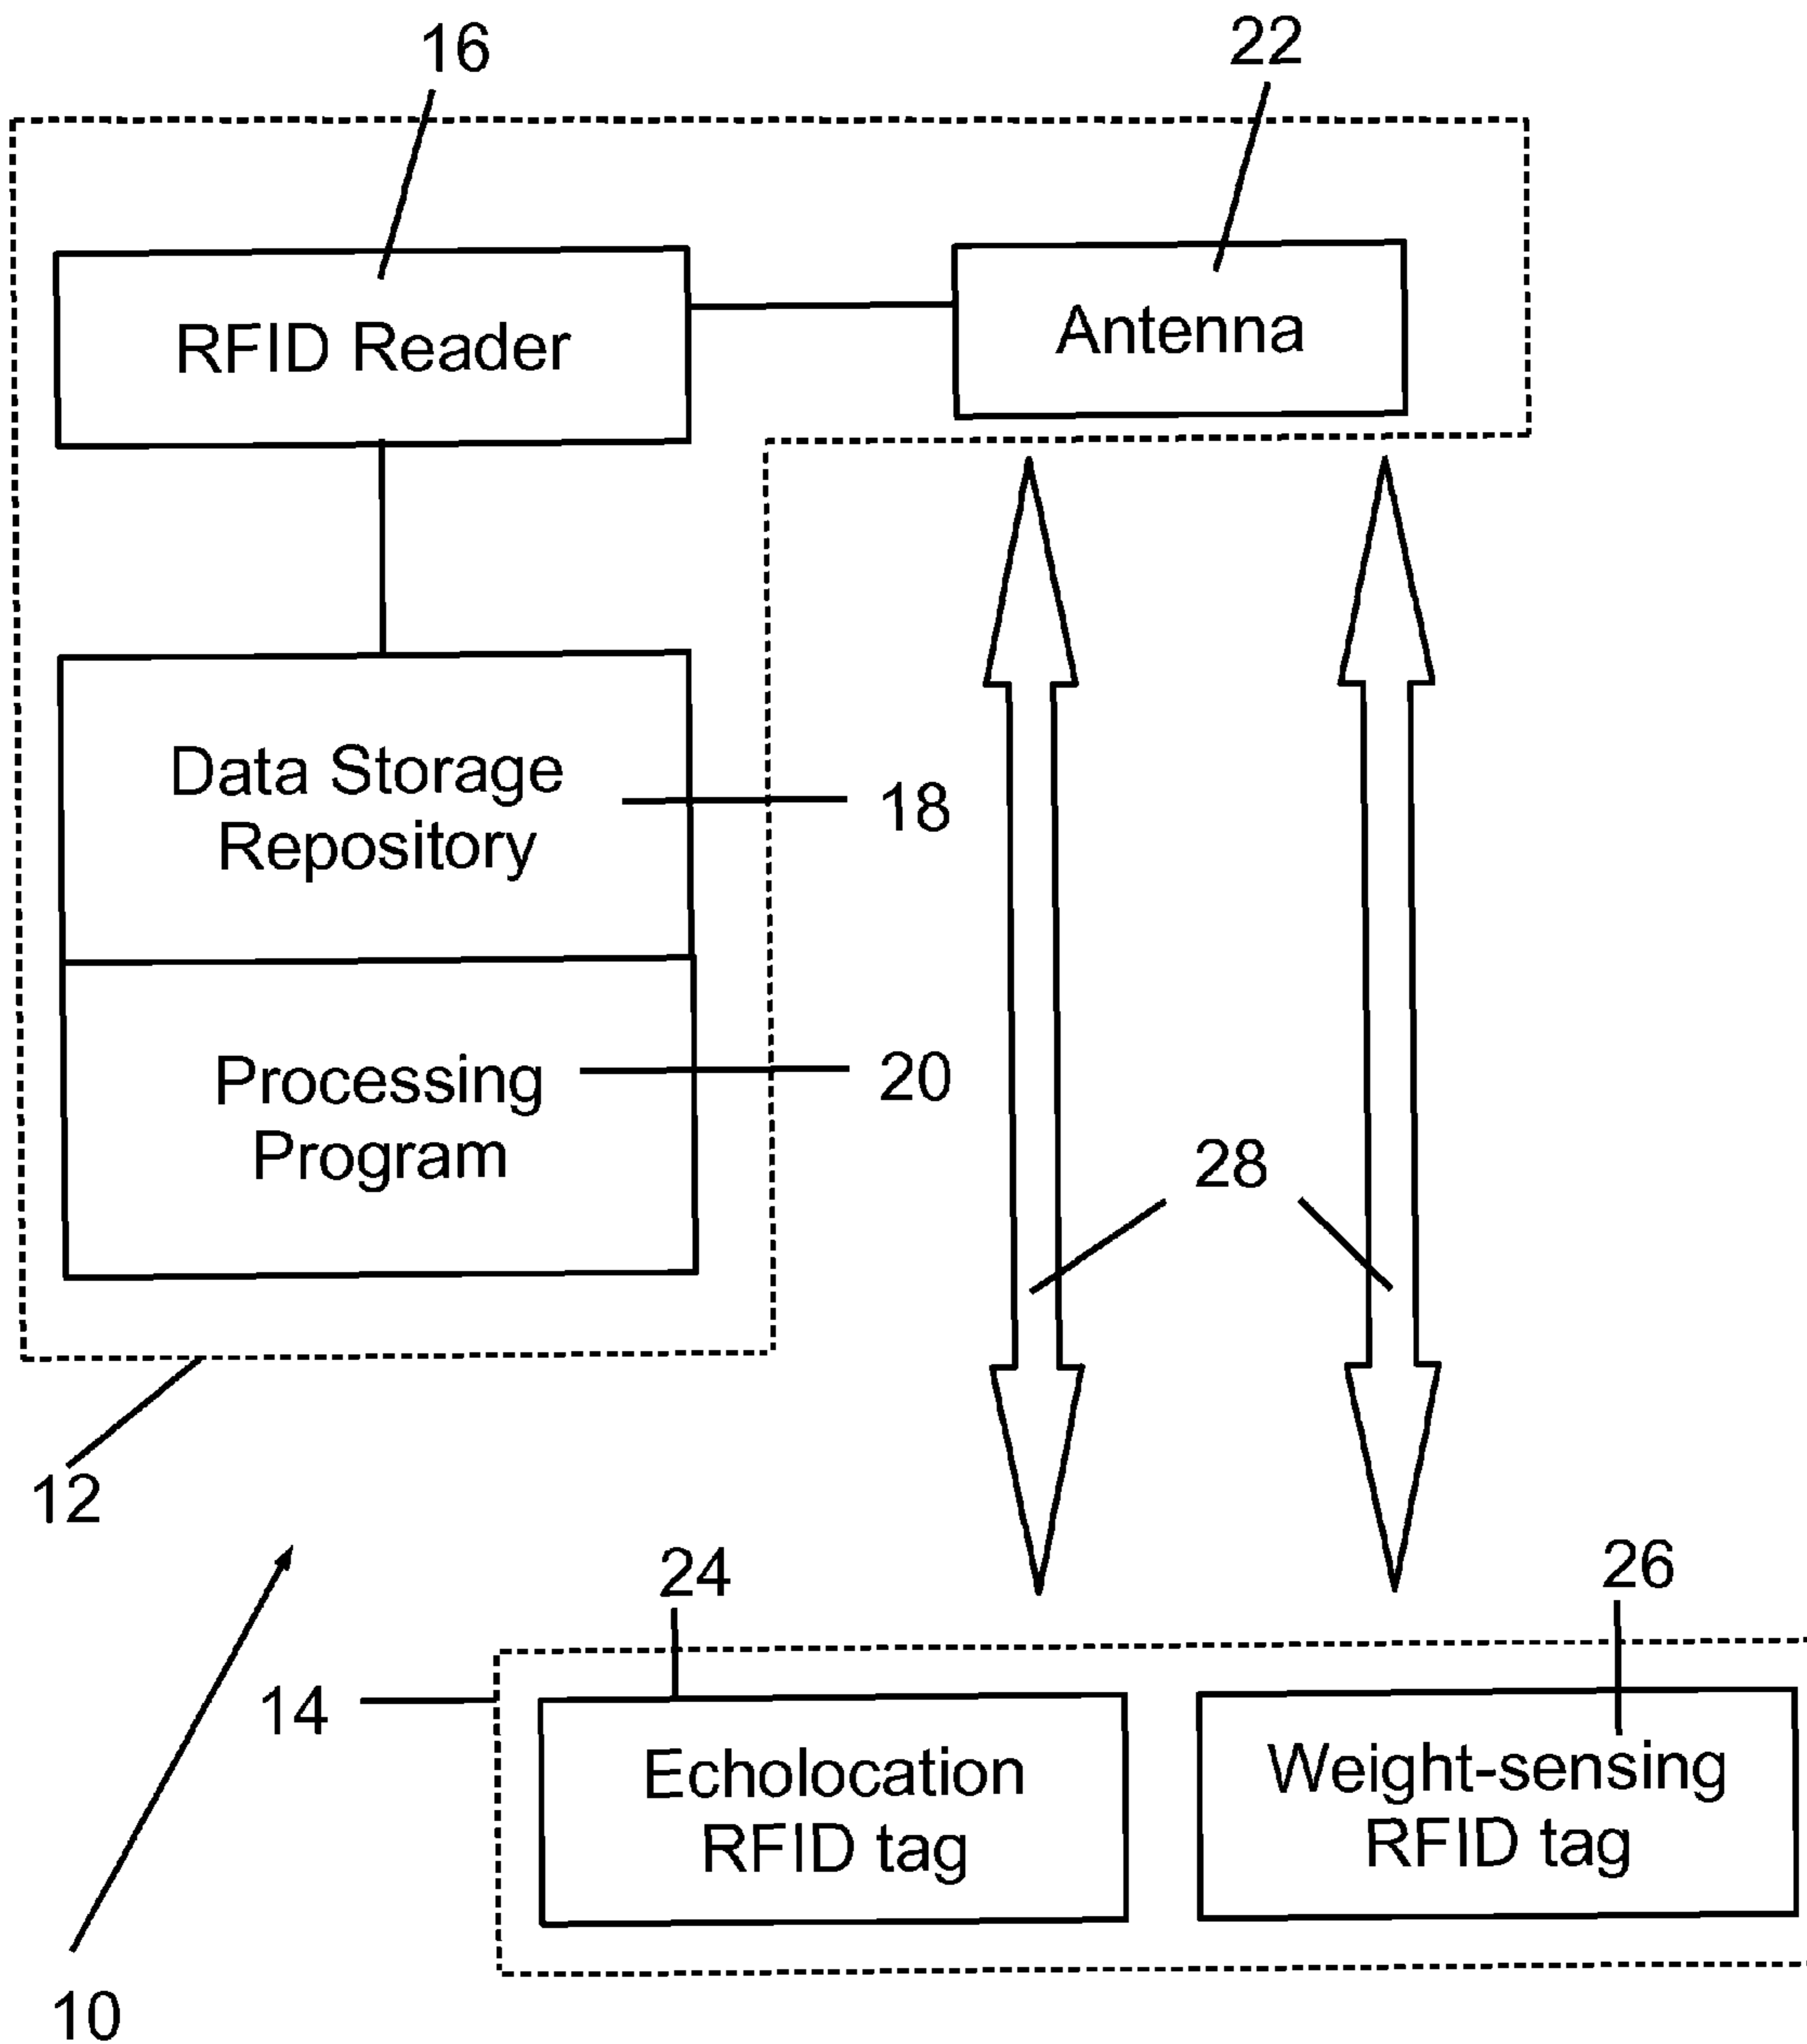 16
22
RFID Reader
Antenna
Data Storage
Repository
18
Processing
Program
20
28
12
24
26
14
Echolocation
RFID tag
Weight-sensing
RFID tag
10